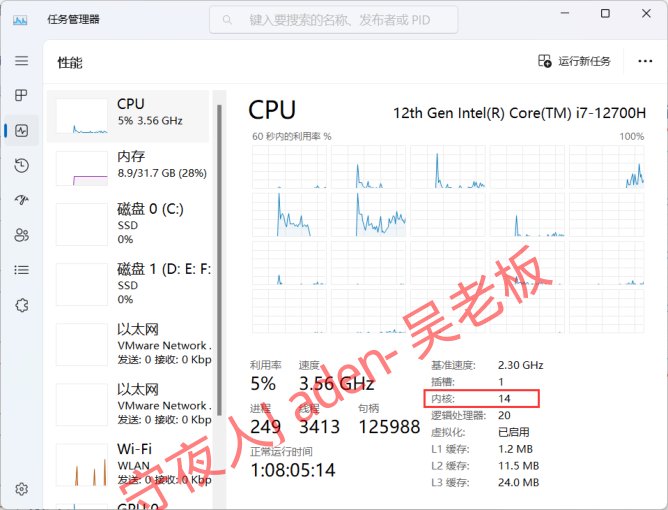 任务管理器
键入要搜索的名称、发布者或 PID
性能
运行新任务
CPU
5% 3.56 GHz
内存
8.9/31.7 GB (28%)
磁盘 0 (C:)
SSD
0%
磁盘 1 (D: E: F:
SSD
0%
以太网
VMware Network .
发送: 0 接收: 0 Kbp
以太网
VMware Network .
发送: 0 接收: 0 Kbp
Wi-Fi
WLAN
发送: 0 接收: 0 Kbp
GPU 0
CPU
12th Gen Intel(R) Core(TM) i7-12700H
60 秒内的利用率 %
100%
利用率
速度
5%
3.56 GHz
进程
线程
句柄
249
3413
125988
正常运行时间
1:08:05:14
基准速度:
2.30 GHz
插槽:
1
内核:
14
逻辑处理器:
20
虚拟化:
已启用
L1 缓存:
1.2 MB
L2 缓存:
11.5 MB
L3 缓存:
24.0 MB
守夜人J aden- 吴老板